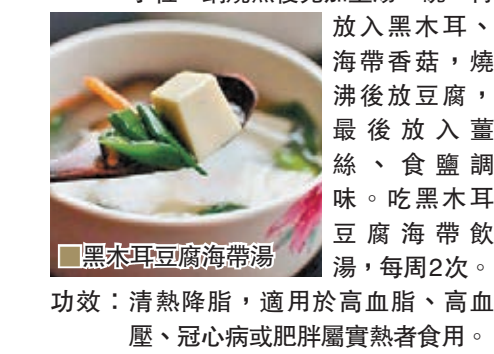 放入黑木耳、
海帶香菇，燒
沸後放豆腐，
最後放入薑
絲、食鹽調
味。吃黑木耳
豆腐海帶飲
湯，每周2次。
■黑木耳豆腐海帶湯
功效：清熱降脂，適用於高血脂、高血
壓、冠心病或肥胖屬實熱者食用。